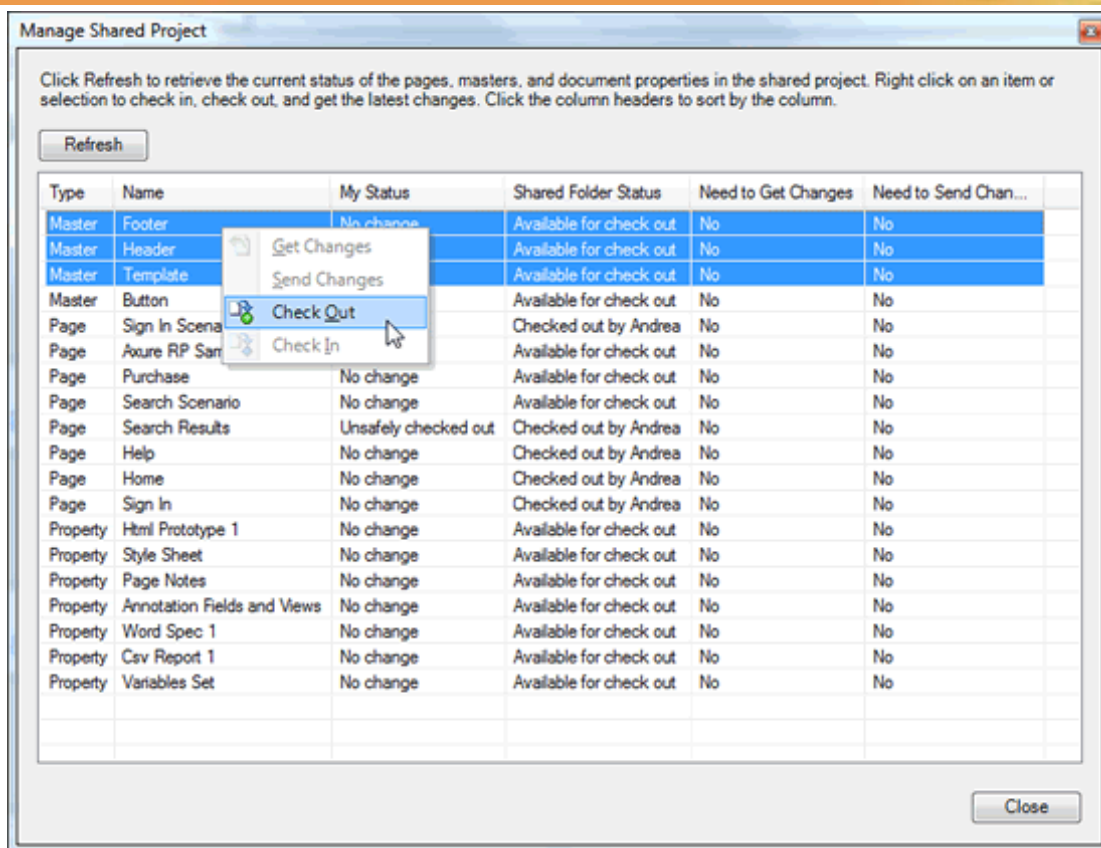 Manage Shared Project
Click Refresh to retrieve the current status of the pages, masters, and document properties in the shared project. Right click on an item or
selection to check in, check out, and get the latest changes. Click the column headers to sort by the column.
Refresh
Type Name My Status Shared Folder Status Need to Get Changes Need to Send Chan...
Master Footer No change Available for check out No No
Master Header Available for check out No No
Master Template Available for check out No No
Master Button Available for check out No No
Page Sign In Scena Checked out by Andrea No No
Page Axure RP Sam Available for check out No No
Get Changes
Send Changes
Check Out
Check In
Page Purchase No change Available for check out No No
Page Search Scenario No change Available for check out No No
Page Search Results Unsafely checked out Checked out by Andrea No No
Page Help No change Checked out by Andrea No No
Page Home No change Checked out by Andrea No No
Page Sign In No change Checked out by Andrea No No
Property Html Prototype 1 No change Available for check out No No
Property Style Sheet No change Available for check out No No
Property Page Notes No change Available for check out No No
Property Annotation Fields and Views No change Available for check out No No
Property Word Spec 1 No change Available for check out No No
Property Csv Report 1 No change Available for check out No No
Property Variables Set No change Available for check out No No
Close